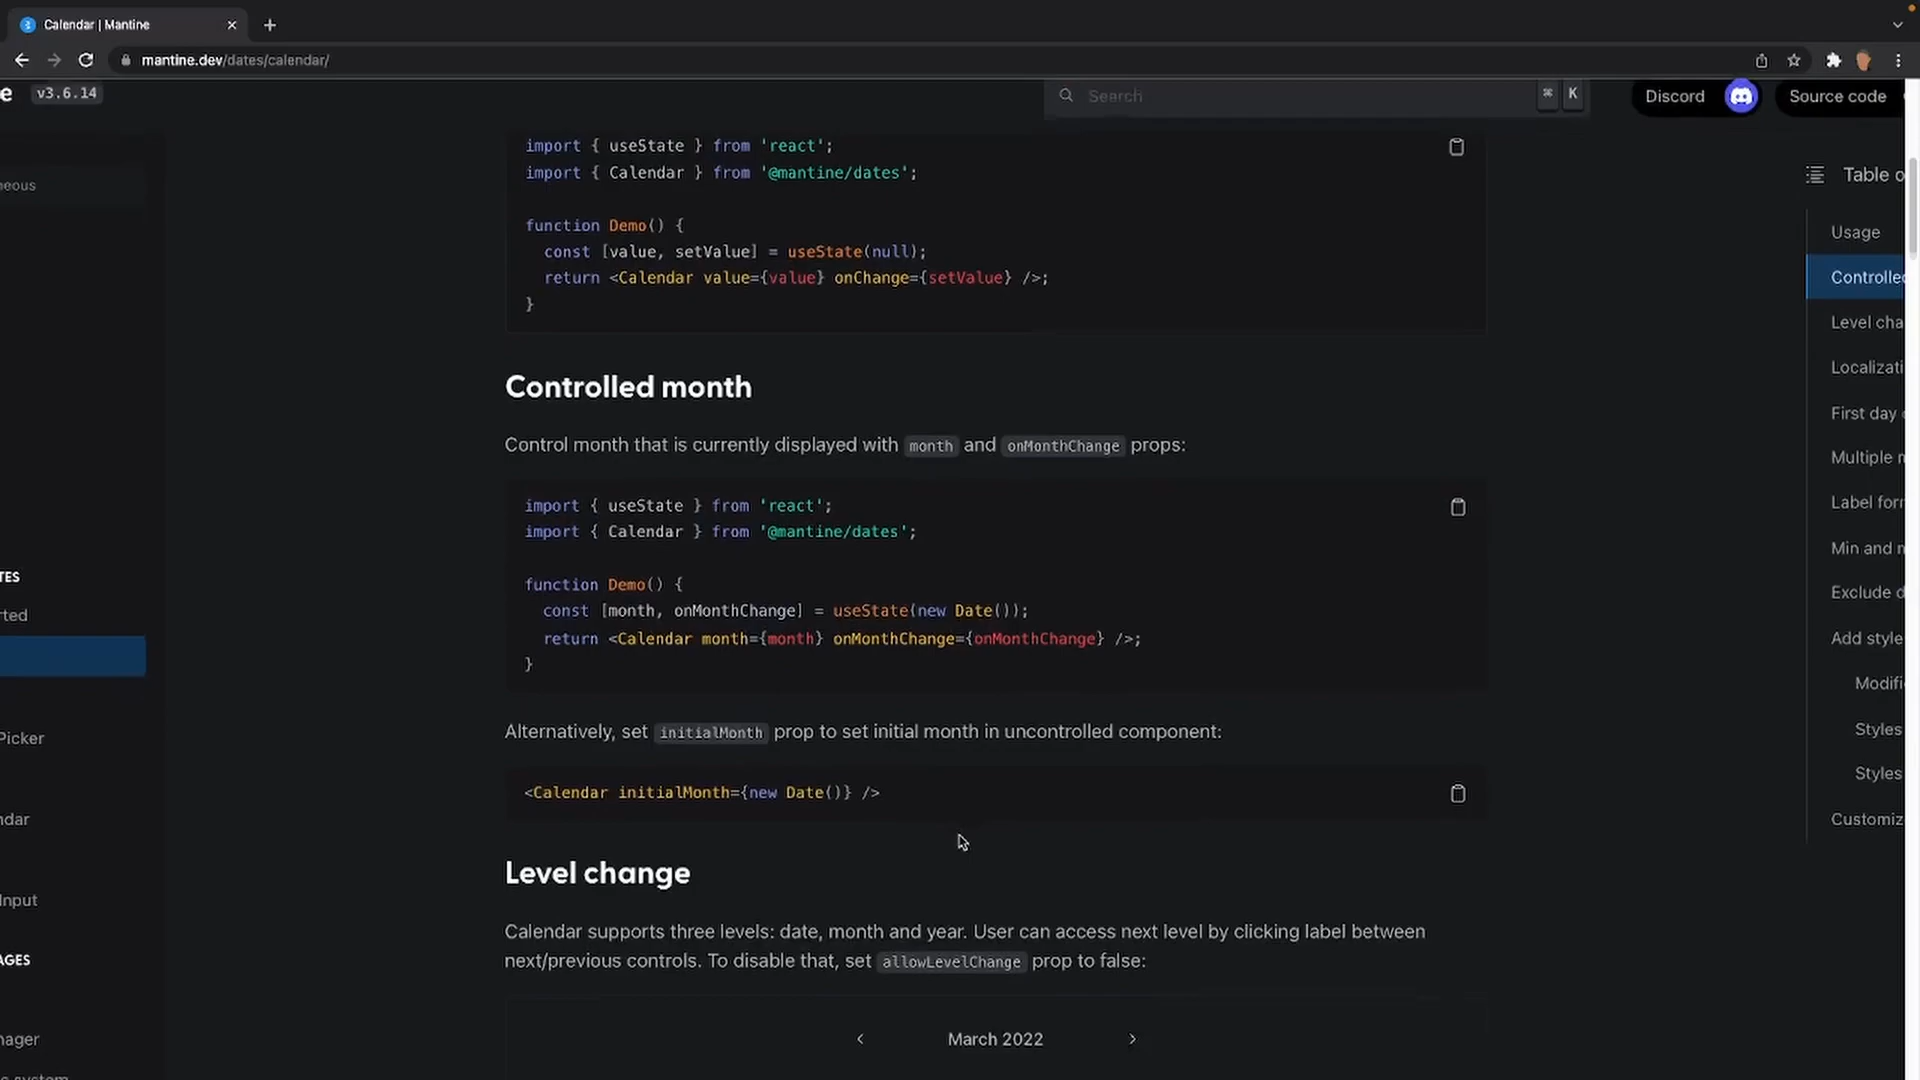 Calendar | Mantine
mantine.dev/dates/calendar/
e v3.6.14
Search
⌘ K
Discord
Source code
eous
TES
rted
Picker
ndar
Input
AGES
nager
import { useState } from 'react';
import { Calendar } from '@mantine/dates';
function Demo() {
const [value, setValue] = useState(null);
return <Calendar value={value} onChange={setValue} />;
}
Controlled month
Control month that is currently displayed with month and onMonthChange props:
import { useState } from 'react';
import { Calendar } from '@mantine/dates';
function Demo() {
const [month, onMonthChange] = useState(new Date());
return <Calendar month={month} onMonthChange={onMonthChange} />;
}
Alternatively, set initialMonth prop to set initial month in uncontrolled component:
<Calendar initialMonth={new Date()} />
Level change
Calendar supports three levels: date, month and year. User can access next level by clicking label between
next/previous controls. To disable that, set allowLevelChange prop to false:
March 2022
Table o
Usage
Controlled
Level cha
Localizati
First day
Multiple m
Label form
Min and m
Exclude d
Add style
Modifi
Styles
Styles
Customize